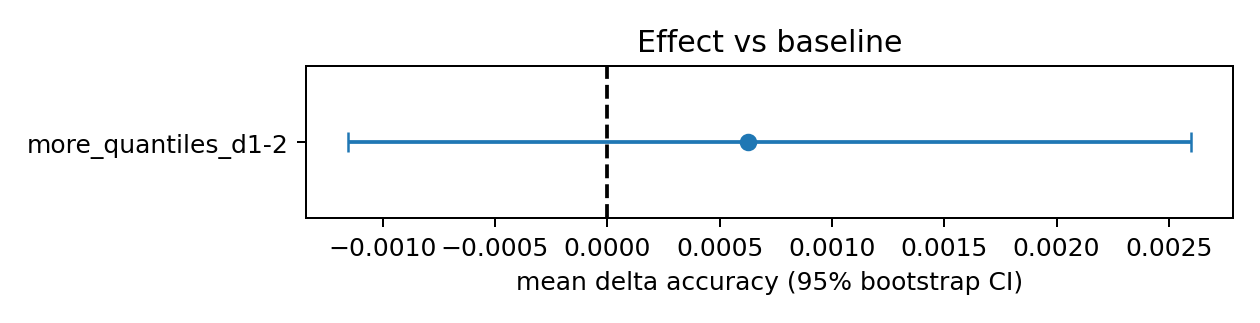 Effect vs baseline
more_quantiles_d1-2
−0.0010 −0.0005 0.0000 0.0005 0.0010 0.0015 0.0020 0.0025
mean delta accuracy (95% bootstrap CI)